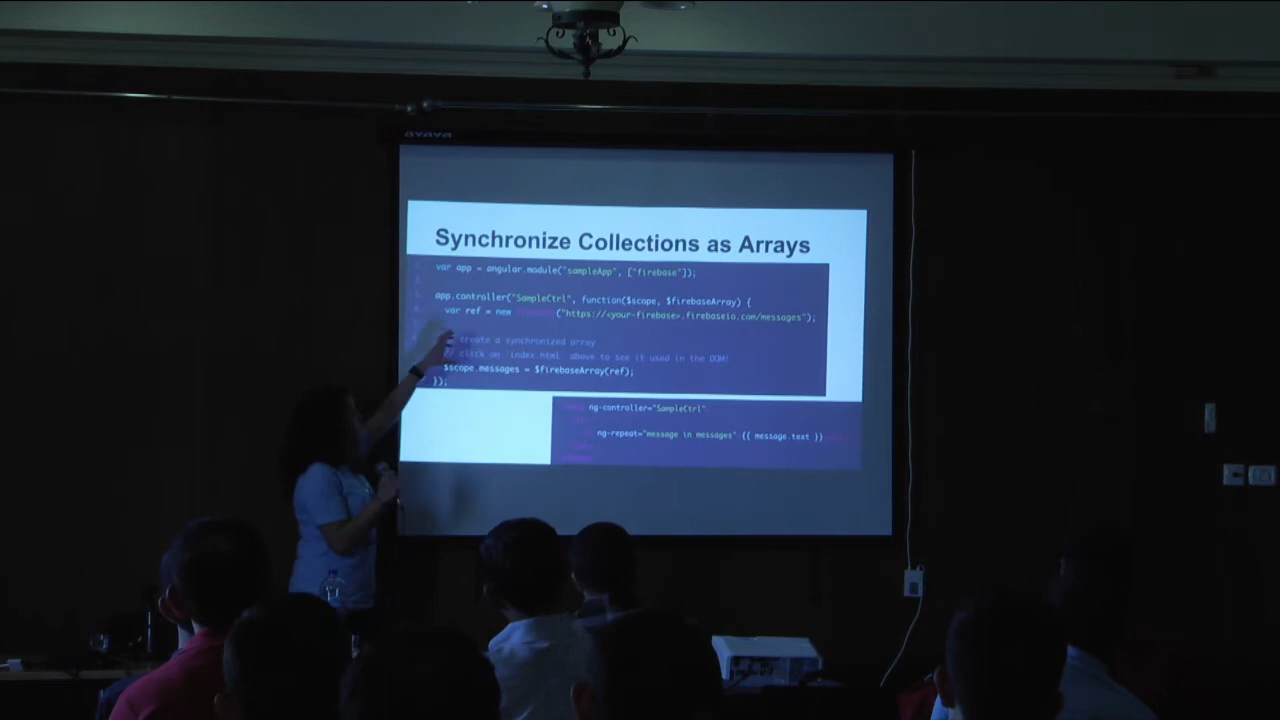 avaya
Synchronize Collections as Arrays
var app = angular.module("sampleApp", ["firebase"]);
app.controller("SampleCtrl", function($scope, $firebaseArray) {
var ref = new ("https://<your-firebase>.firebaseio.com/messages");
create a synchronized array
// click on `index.html` above to see it used in the DOM!
$scope.messages = $firebaseArray(ref);
});
ng-controller="SampleCtrl"
ng-repeat="message in messages" {{ message.text }}